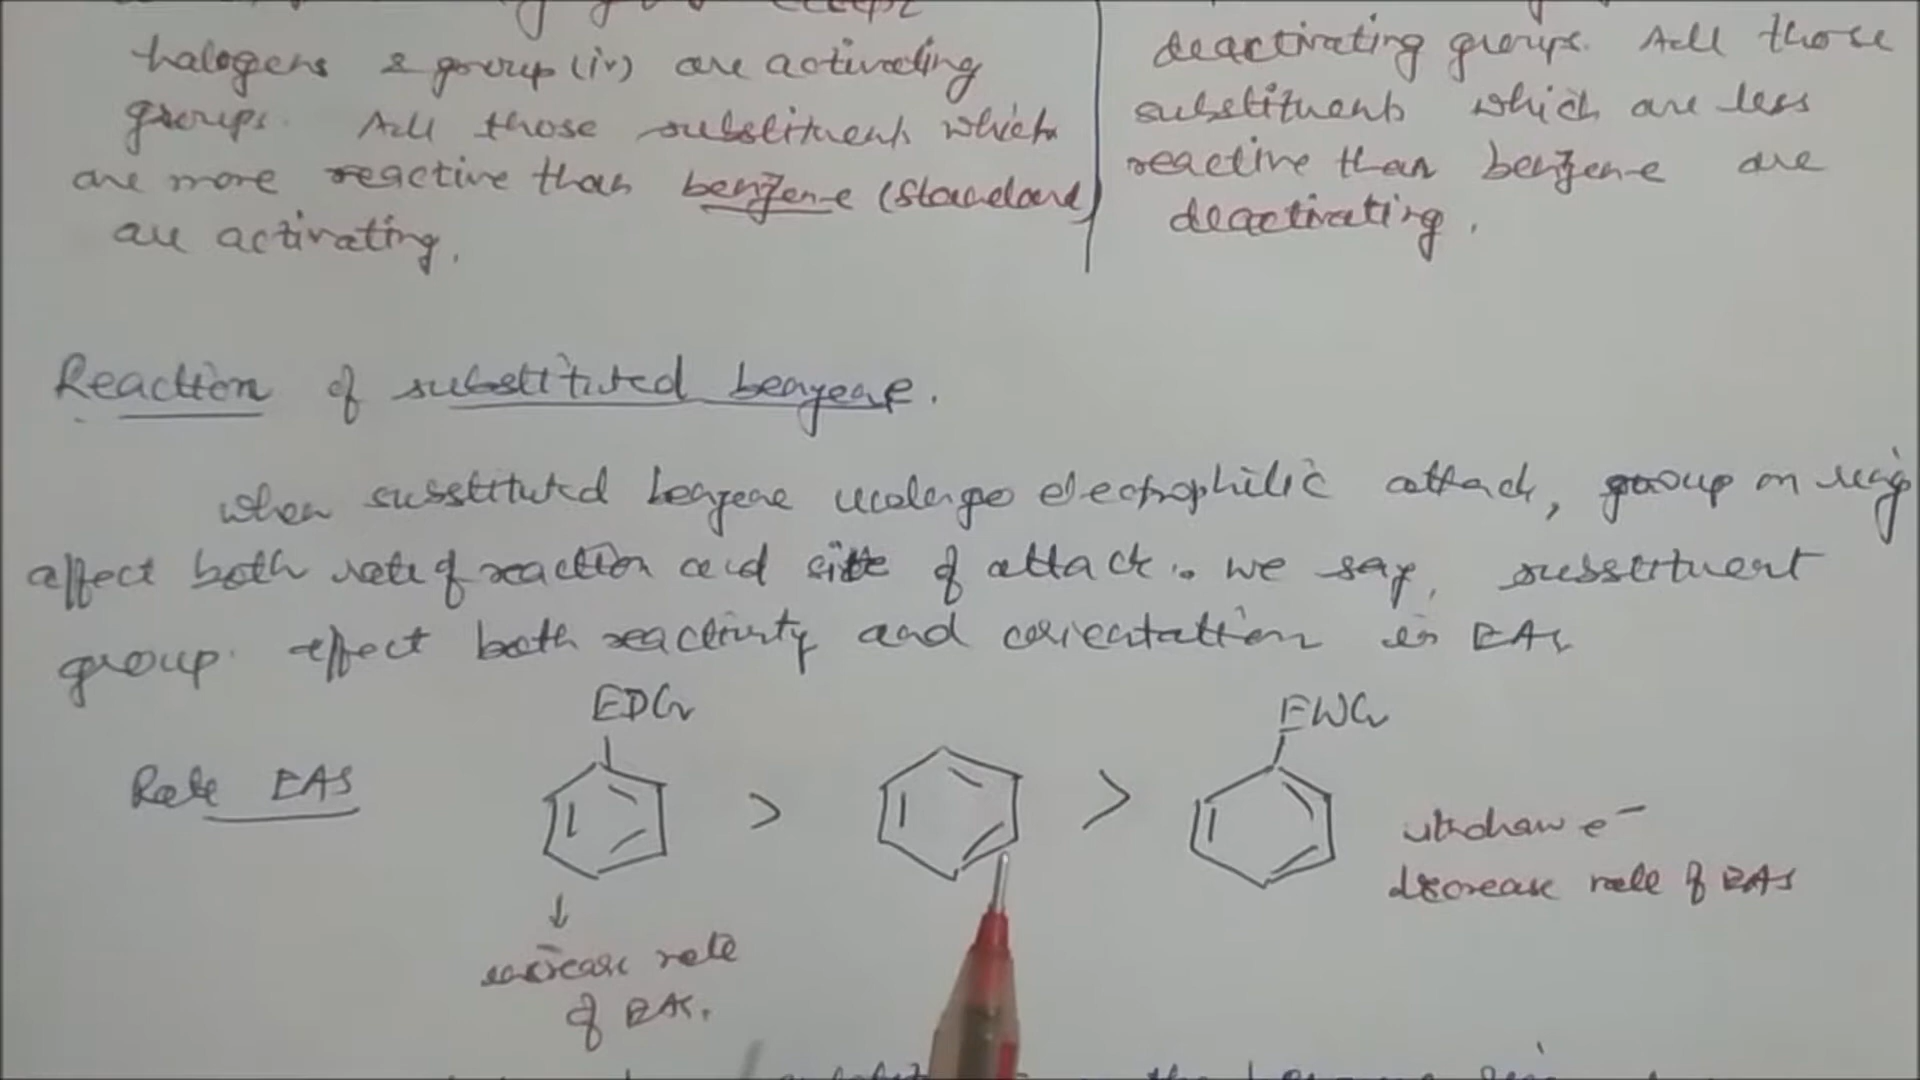 halogens & group (iv) are activating
groups. All those substituents which
are more reactive than benzene (standard)
are activating.
deactivating groups. All those
substituents which are less
reactive than benzene are
deactivating.
Reaction of substituted benzene.
when substituted benzene undergo electrophilic attack, group on ring
affect both rate of reaction and site of attack. we say, substituent
group effect both reactivity and orientation in EAS
EDG
EWG
Rate EAS > >
withdraw e⁻
decrease rate of EAS
↓
increase rate
of EAS.